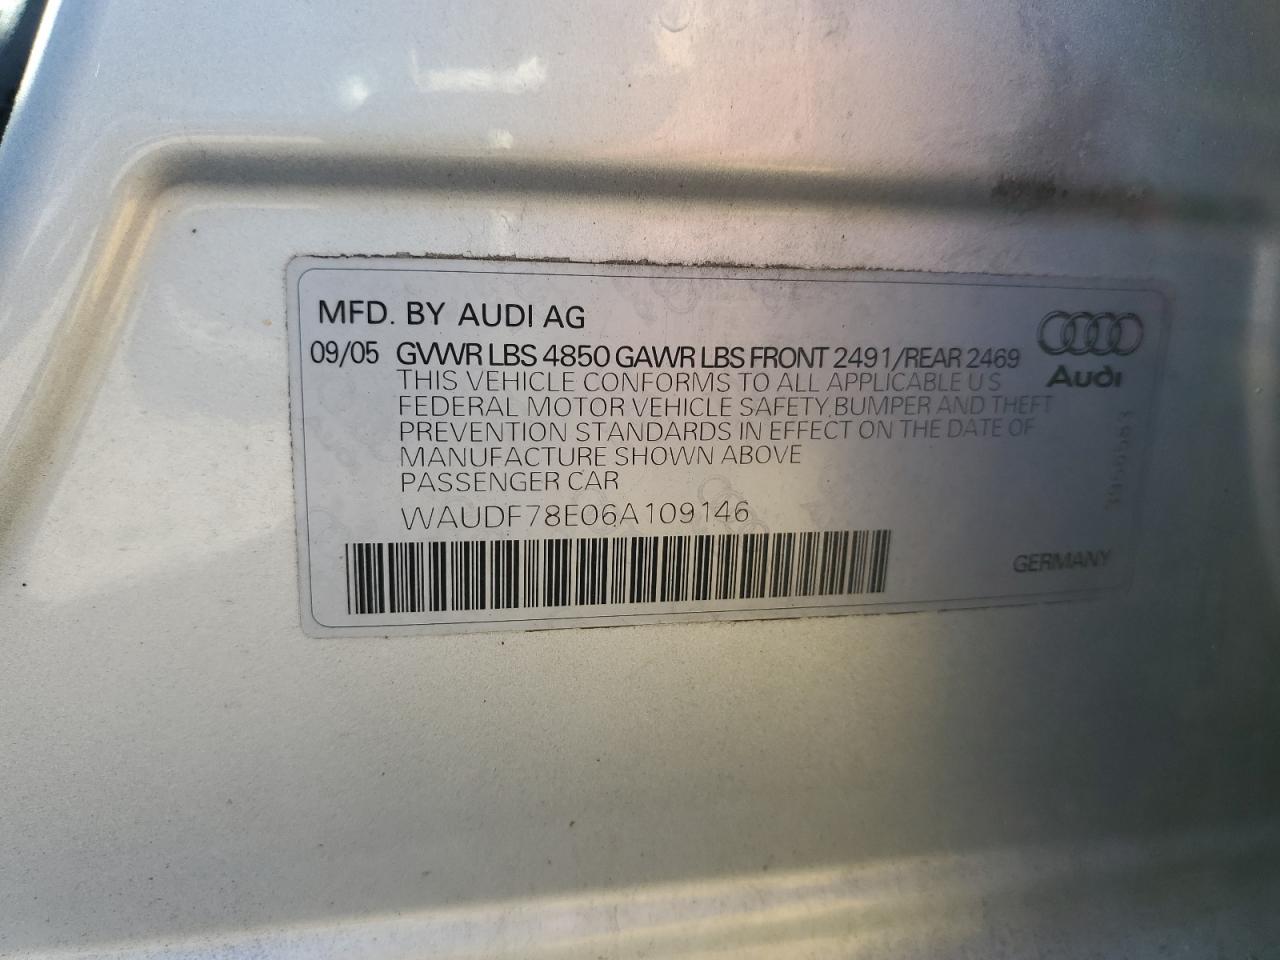 MFD. BY AUDI AG
09/05 GVWR LBS 4850 GAWR LBS FRONT 2491/REAR 2469
THIS VEHICLE CONFORMS TO ALL APPLICABLE U S
FEDERAL MOTOR VEHICLE SAFETY, BUMPER AND THEFT
PREVENTION STANDARDS IN EFFECT ON THE DATE OF
MANUFACTURE SHOWN ABOVE
PASSENGER CAR
WAUDF78E06A109146
Audi
GERMANY